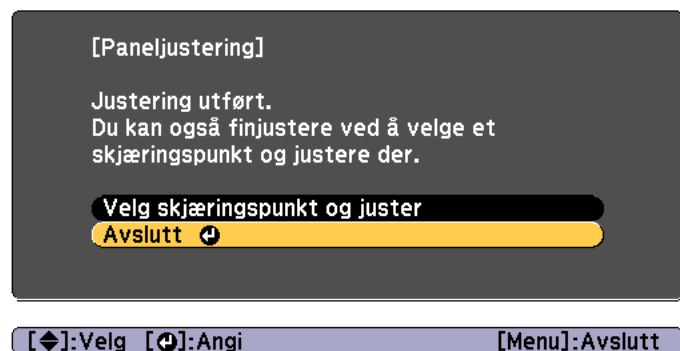 [Paneljustering]
Justering utført.
Du kan også finjustere ved å velge et
skjæringspunkt og justere der.
Velg skjæringspunkt og juster
Avslutt
[◆]:Velg [↵]:Angi [Menu]:Avslutt